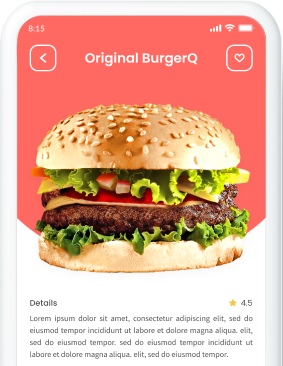 8:15
Original BurgerQ
Details 4.5
Lorem ipsum dolor sit amet, consectetur adipiscing elit, sed do
eiusmod tempor incididunt ut labore et dolore magna aliqua. elit,
sed do eiusmod tempor. sed do eiusmod tempor incididunt ut
labore et dolore magna aliqua. elit, sed do eiusmod tempor.